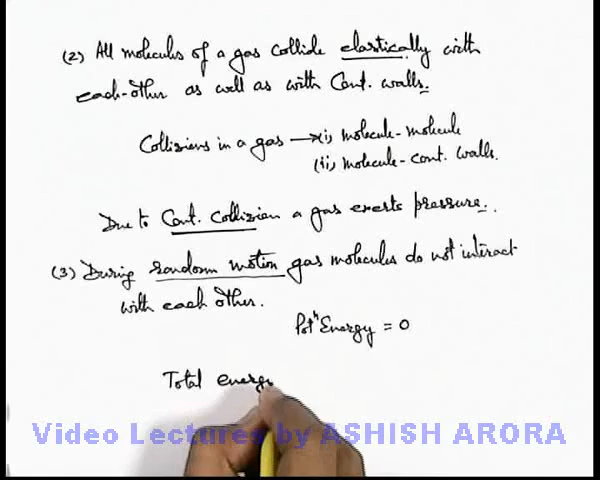 (2) All molecules of a gas collide elastically with
each-other as well as with Cont. walls.
Collisions in a gas → (i) molecule-molecule
(ii) molecule-cont. walls.
Due to Cont. Collision a gas exerts pressure.
(3) During random motion gas molecules do not interact
with each other.
Potⁿ Energy = 0
Total energy
Video Lectures by ASHISH ARORA